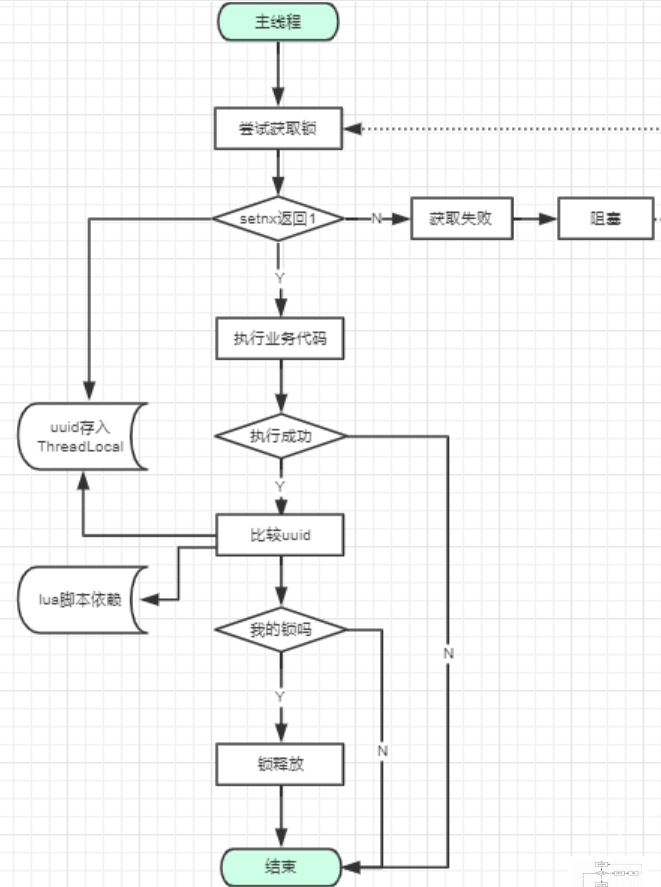 主线程
尝试获取锁
setnx返回1
N
获取失败
阻塞
Y
执行业务代码
uuid存入
ThreadLocal
执行成功
Y
比较uuid
lua脚本依赖
我的锁吗
N
Y
N
锁释放
结束